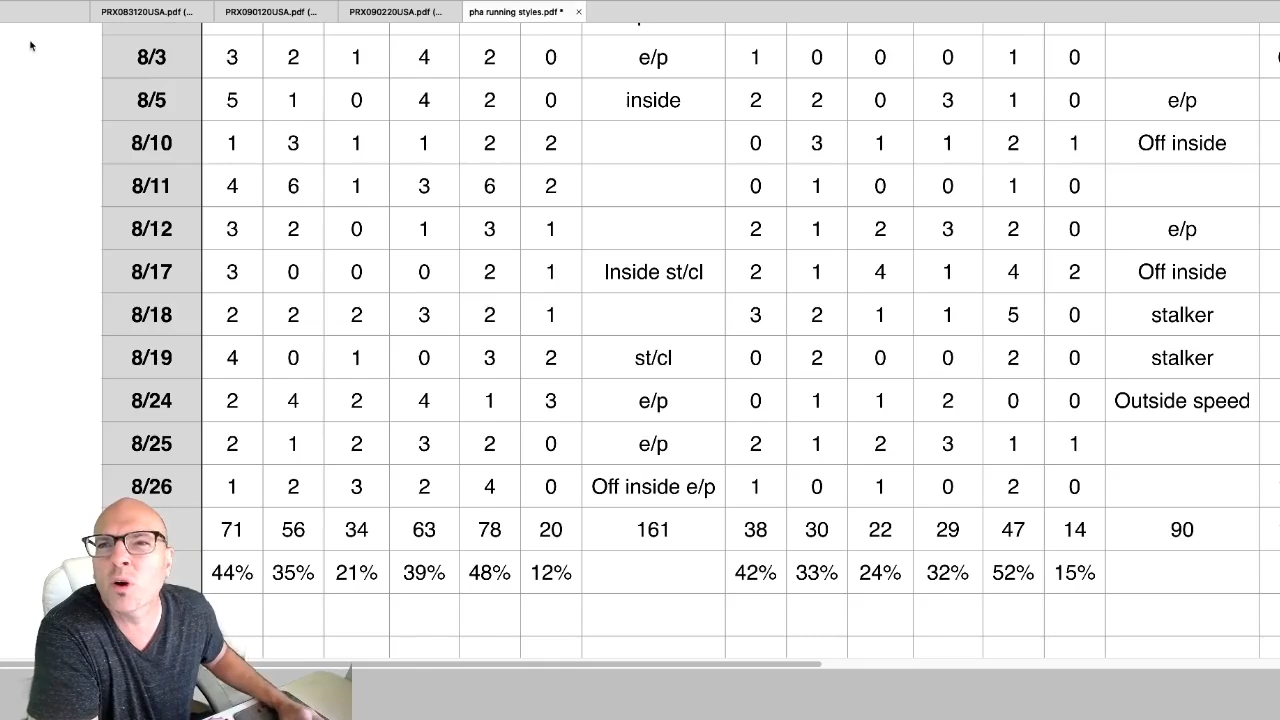 PRX083120USA.pdf (... PRX090120USA.pdf (... PRX090220USA.pdf (... pha running styles.pdf * ×
8/3 3 2 1 4 2 0 e/p 1 0 0 0 1 0
8/5 5 1 0 4 2 0 inside 2 2 0 3 1 0 e/p
8/10 1 3 1 1 2 2 0 3 1 1 2 1 Off inside
8/11 4 6 1 3 6 2 0 1 0 0 1 0
8/12 3 2 0 1 3 1 2 1 2 3 2 0 e/p
8/17 3 0 0 0 2 1 Inside st/cl 2 1 4 1 4 2 Off inside
8/18 2 2 2 3 2 1 3 2 1 1 5 0 stalker
8/19 4 0 1 0 3 2 st/cl 0 2 0 0 2 0 stalker
8/24 2 4 2 4 1 3 e/p 0 1 1 2 0 0 Outside speed
8/25 2 1 2 3 2 0 e/p 2 1 2 3 1 1
8/26 1 2 3 2 4 0 Off inside e/p 1 0 1 0 2 0
71 56 34 63 78 20 161 38 30 22 29 47 14 90
44% 35% 21% 39% 48% 12% 42% 33% 24% 32% 52% 15%